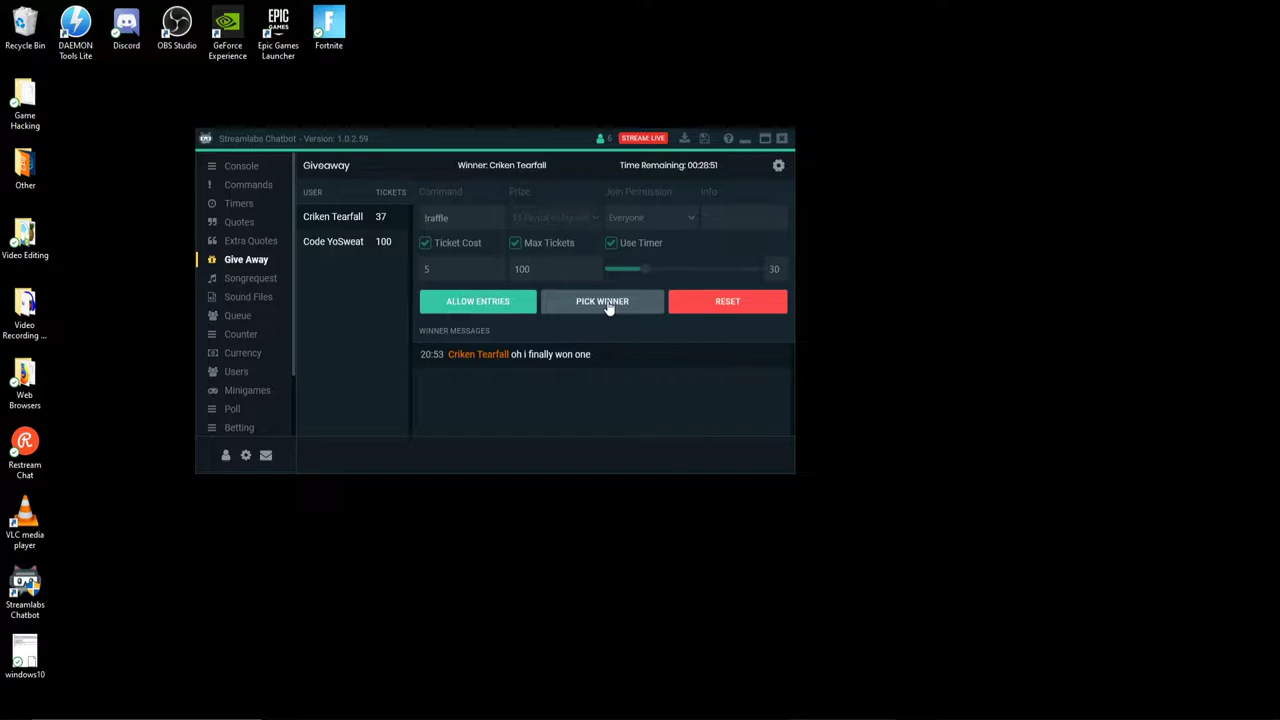 Recycle Bin
DAEMON
Tools Lite
Discord
OBS Studio
GeForce
Experience
EPIC
GAMES
Epic Games
Launcher
Fortnite
Game
Hacking
Other
Video Editing
Video
Recording ...
Web
Browsers
Restream
Chat
VLC media
player
Streamlabs
Chatbot
windows10
Streamlabs Chatbot - Version: 1.0.2.59
6
STREAM: LIVE
Console
Commands
Timers
Quotes
Extra Quotes
Give Away
Songrequest
Sound Files
Queue
Counter
Currency
Users
Minigames
Poll
Betting
Giveaway
Winner: Criken Tearfall
Time Remaining: 00:28:51
USER TICKETS
Criken Tearfall 37
Code YoSweat 100
Command Prize Join Permission Info
!raffle Everyone
Ticket Cost Max Tickets Use Timer
5 100 30
ALLOW ENTRIES PICK WINNER RESET
WINNER MESSAGES
20:53 Criken Tearfall oh i finally won one